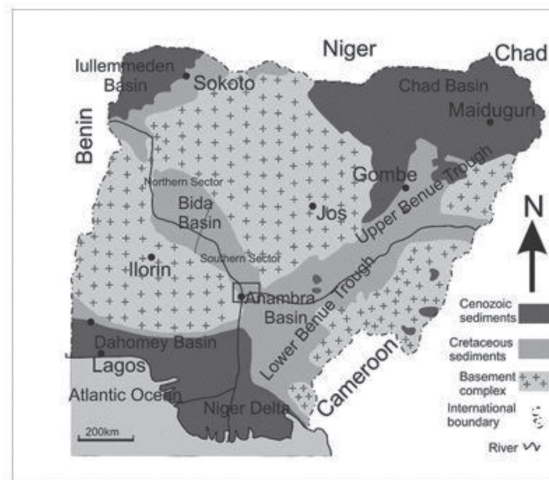 Niger
Chad
Iullemmeden
Basin
Sokoto
Chad Basin
Maiduguri
Benin
Gombe
Upper Benue Trough
Northern Sector
Bida
Basin
Jos
N
Ilorin
Southern Sector
Anambra
Basin
Lower Benue Trough
Cenozoic
sediments
Dahomey Basin
Cretaceous
sediments
Lagos
Cameroon
Basement
complex
Atlantic Ocean
Niger Delta
International
boundary
200km
River